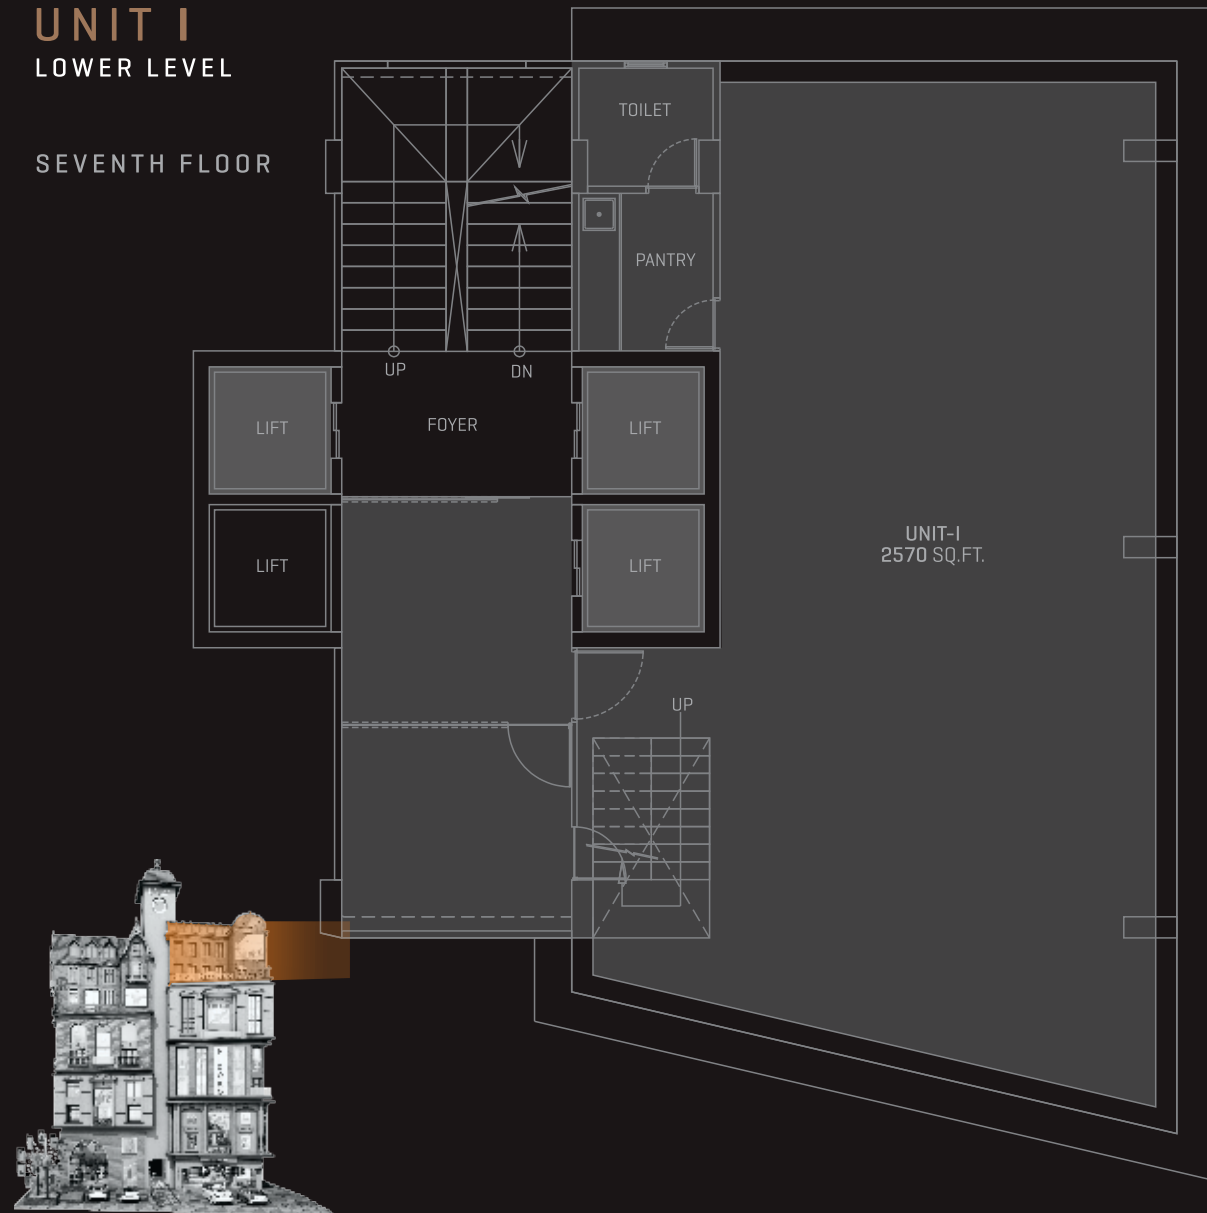 UNIT I
LOWER LEVEL
SEVENTH FLOOR
TOILET
PANTRY
UP
DN
LIFT
FOYER
LIFT
UNIT-I
2570 SQ.FT.
LIFT
LIFT
UP